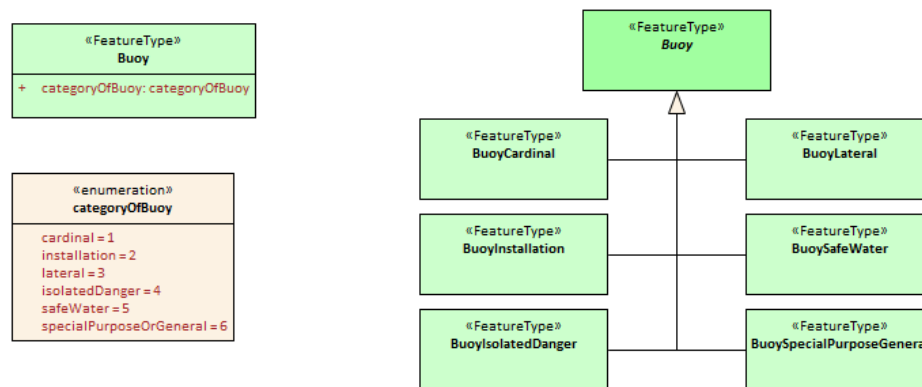 «FeatureType»
Buoy
+ categoryOfBuoy: categoryOfBuoy
«enumeration»
categoryOfBuoy
cardinal = 1
installation = 2
lateral = 3
isolatedDanger = 4
safeWater = 5
specialPurposeOrGeneral = 6
«FeatureType»
Buoy
«FeatureType»
BuoyCardinal
«FeatureType»
BuoyLateral
«FeatureType»
BuoyInstallation
«FeatureType»
BuoySafeWater
«FeatureType»
BuoyIsolatedDanger
«FeatureType»
BuoySpecialPurposeGenera